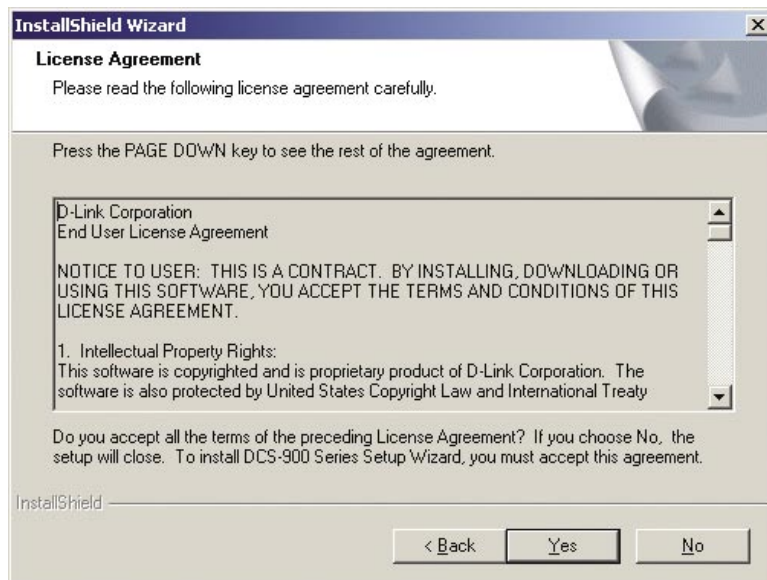 InstallShield Wizard
License Agreement
Please read the following license agreement carefully.
Press the PAGE DOWN key to see the rest of the agreement.
D-Link Corporation
End User License Agreement
NOTICE TO USER:  THIS IS A CONTRACT.  BY INSTALLING, DOWNLOADING OR
USING THIS SOFTWARE, YOU ACCEPT THE TERMS AND CONDITIONS OF THIS
LICENSE AGREEMENT.
1.  Intellectual Property Rights:
This software is copyrighted and is proprietary product of D-Link Corporation.  The
software is also protected by United States Copyright Law and International Treaty
Do you accept all the terms of the preceding License Agreement?  If you choose No,  the
setup will close.  To install DCS-900 Series Setup Wizard, you must accept this agreement.
InstallShield
< Back
Yes
No